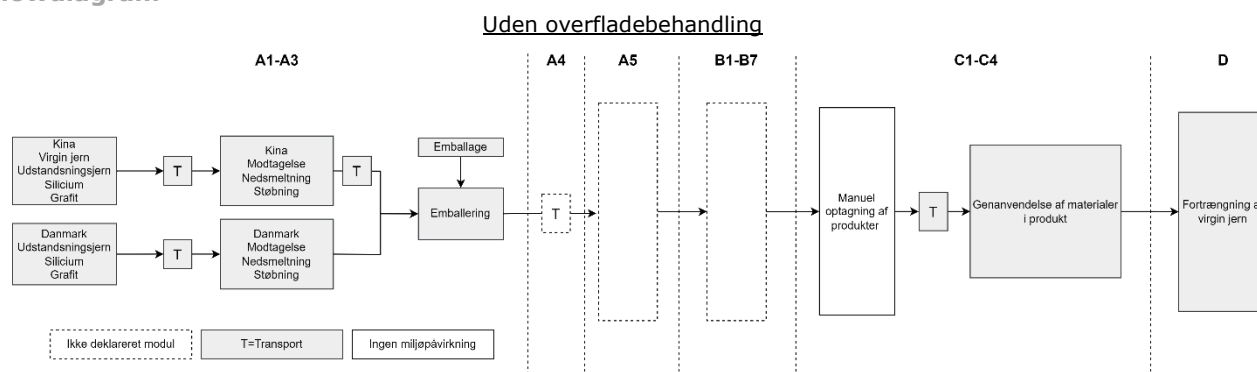 Uden overfladebehandling
A1-A3
A4
A5
B1-B7
C1-C4
D
Kina
Virgin jern
Udstandsningsjern
Silicium
Grafit
T
Kina
Modtagelse
Nedsmeltning
Støbning
T
Emballage
Emballering
Danmark
Udstandsningsjern
Silicium
Grafit
T
Danmark
Modtagelse
Nedsmeltning
Støbning
T
Manuel
optagning af
produkter
T
Genanvendelse af materialer
i produkt
Fortrængning
virgin jern
Ikke deklareret modul
T=Transport
Ingen miljøpåvirkning